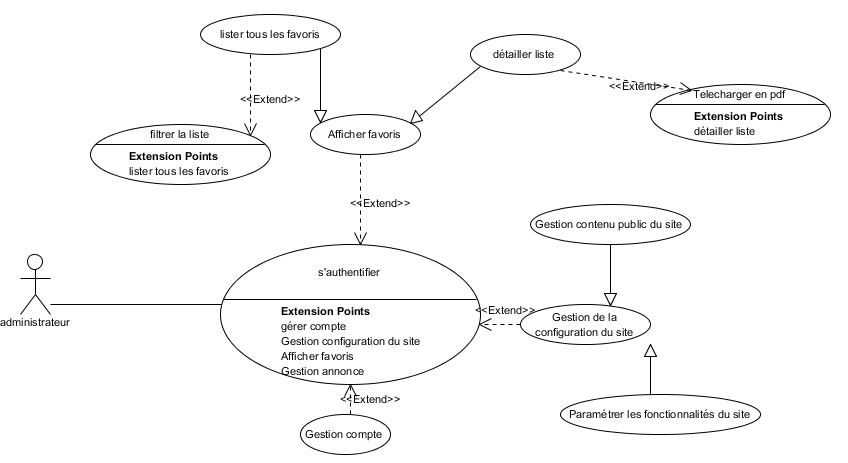 lister tous les favoris
détailler liste
<<Extend>>
<<Extend>>
Telecharger en pdf
Extension Points
détailler liste
filtrer la liste
Extension Points
lister tous les favoris
Afficher favoris
<<Extend>>
Gestion contenu public du site
s'authentifier
Extension Points
gérer compte
Gestion configuration du site
Afficher favoris
Gestion annonce
<<Extend>>
Gestion de la
configuration du site
administrateur
<<Extend>>
Gestion compte
Paramétrer les fonctionnalités du site